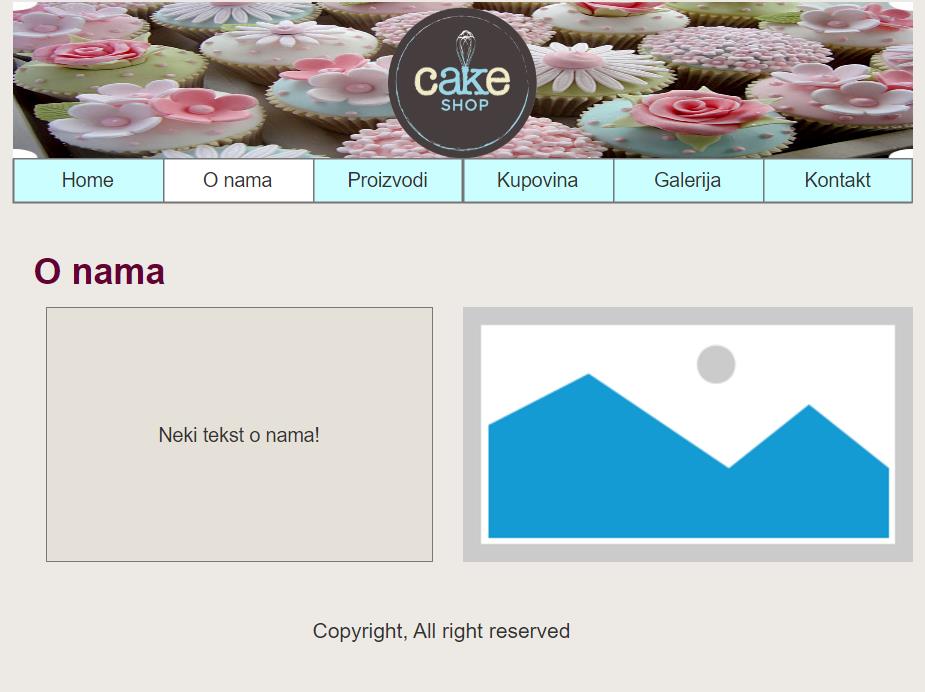 cake
SHOP
Home O nama Proizvodi Kupovina Galerija Kontakt
O nama
Neki tekst o nama!
Copyright, All right reserved